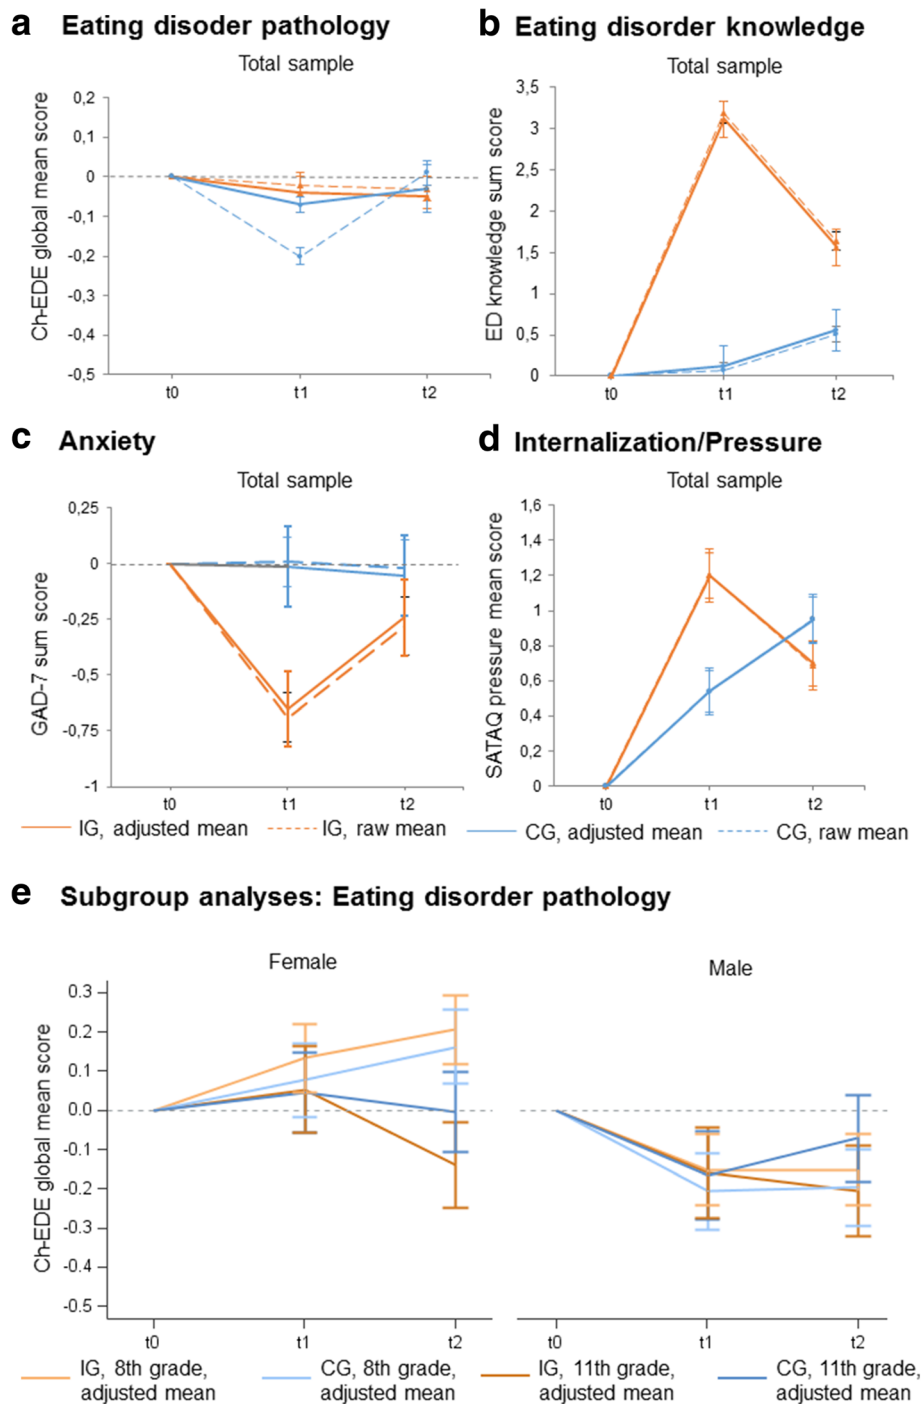 a Eating disoder pathology
Total sample
Ch-EDE global mean score
0,2
0,1
0
-0,1
-0,2
-0,3
-0,4
-0,5
t0 t1 t2
b Eating disorder knowledge
Total sample
ED knowledge sum score
3,5
3
2,5
2
1,5
1
0,5
0
t0 t1 t2
c Anxiety
Total sample
GAD-7 sum score
0,25
0
-0,25
-0,5
-0,75
-1
t0 t1 t2
d Internalization/Pressure
Total sample
SATAQ pressure mean score
1,6
1,4
1,2
1
0,8
0,6
0,4
0,2
0
t0 t1 t2
IG, adjusted mean IG, raw mean CG, adjusted mean CG, raw mean
e Subgroup analyses: Eating disorder pathology
Female
Ch-EDE global mean score
0.3
0.2
0.1
0.0
-0.1
-0.2
-0.3
-0.4
-0.5
t0 t1 t2
Male
t0 t1 t2
IG, 8th grade,
adjusted mean
CG, 8th grade,
adjusted mean
IG, 11th grade,
adjusted mean
CG, 11th grade,
adjusted mean